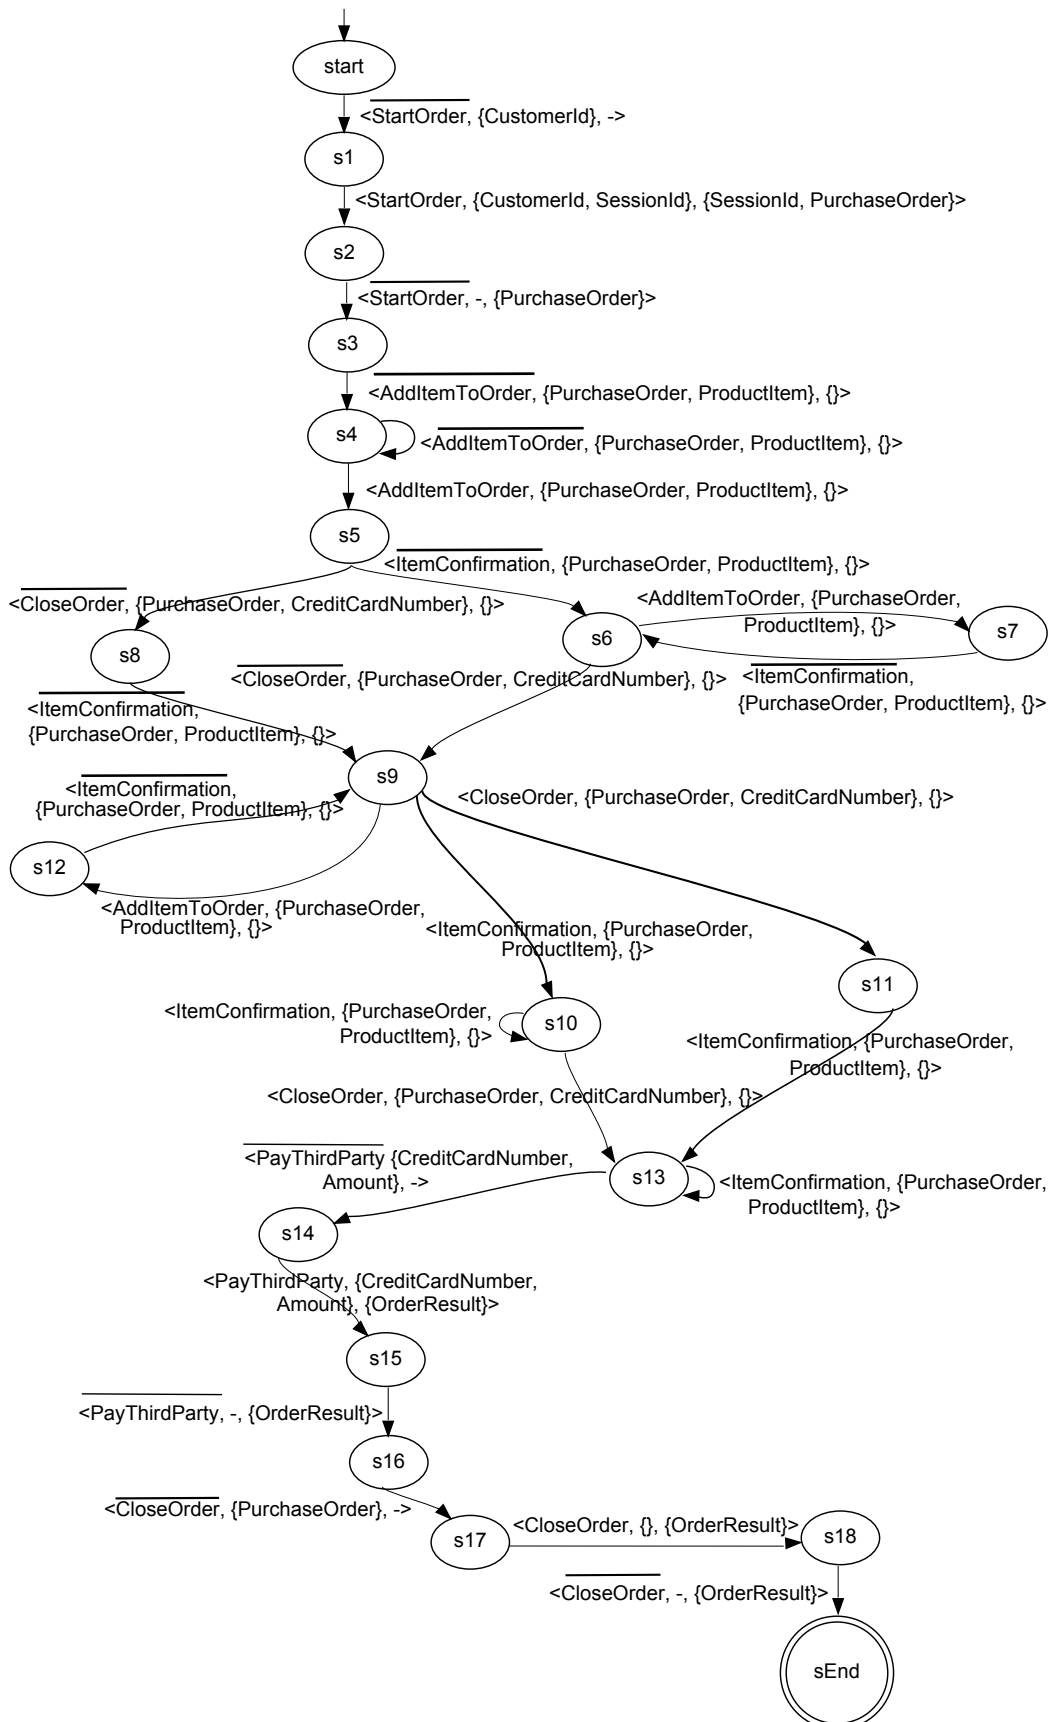 start
<StartOrder, {CustomerId}, ->
s1
<StartOrder, {CustomerId, SessionId}, {SessionId, PurchaseOrder}>
s2
<StartOrder, -, {PurchaseOrder}>
s3
<AddItemToOrder, {PurchaseOrder, ProductItem}, {}>
s4
<AddItemToOrder, {PurchaseOrder, ProductItem}, {}>
<AddItemToOrder, {PurchaseOrder, ProductItem}, {}>
s5
<ItemConfirmation, {PurchaseOrder, ProductItem}, {}>
<CloseOrder, {PurchaseOrder, CreditCardNumber}, {}>
<AddItemToOrder, {PurchaseOrder,
ProductItem}, {}>
s8
s6
s7
<CloseOrder, {PurchaseOrder, CreditCardNumber}, {}>
<ItemConfirmation,
{PurchaseOrder, ProductItem}, {}>
<ItemConfirmation,
{PurchaseOrder, ProductItem}, {}>
s9
<ItemConfirmation,
{PurchaseOrder, ProductItem}, {}>
<CloseOrder, {PurchaseOrder, CreditCardNumber}, {}>
s12
<AddItemToOrder, {PurchaseOrder,
ProductItem}, {}>
<ItemConfirmation, {PurchaseOrder,
ProductItem}, {}>
s11
<ItemConfirmation, {PurchaseOrder,
ProductItem}, {}>
s10
<ItemConfirmation, {PurchaseOrder,
ProductItem}, {}>
<CloseOrder, {PurchaseOrder, CreditCardNumber}, {}>
<PayThirdParty {CreditCardNumber,
Amount}, ->
s13
<ItemConfirmation, {PurchaseOrder,
ProductItem}, {}>
s14
<PayThirdParty, {CreditCardNumber,
Amount}, {OrderResult}>
s15
<PayThirdParty, -, {OrderResult}>
s16
<CloseOrder, {PurchaseOrder}, ->
s17
<CloseOrder, {}, {OrderResult}>
s18
<CloseOrder, -, {OrderResult}>
sEnd